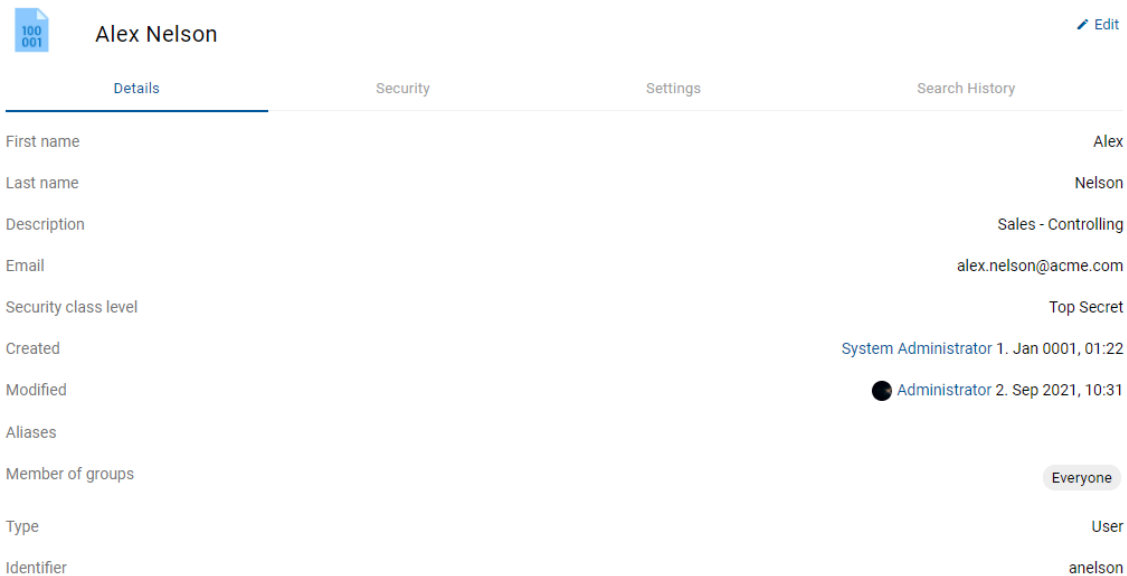 100
001
Alex Nelson
Edit
Details Security Settings Search History
First name Alex
Last name Nelson
Description Sales - Controlling
Email alex.nelson@acme.com
Security class level Top Secret
Created System Administrator 1. Jan 0001, 01:22
Modified Administrator 2. Sep 2021, 10:31
Aliases
Member of groups Everyone
Type User
Identifier anelson